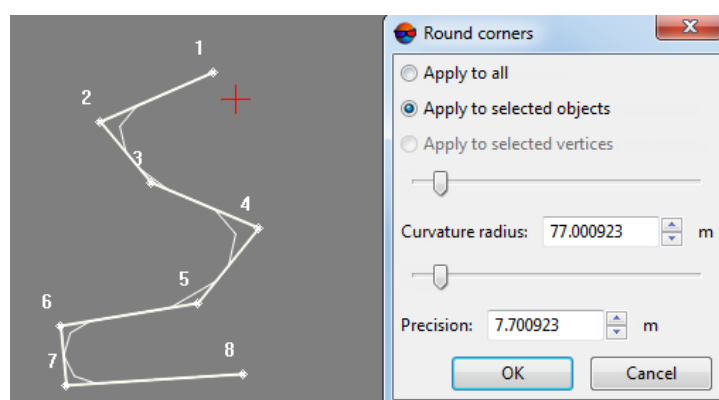 1
2
3
4
5
6
7
8
Round corners
Apply to all
Apply to selected objects
Apply to selected vertices
Curvature radius: 77.000923 m
Precision: 7.700923 m
OK Cancel